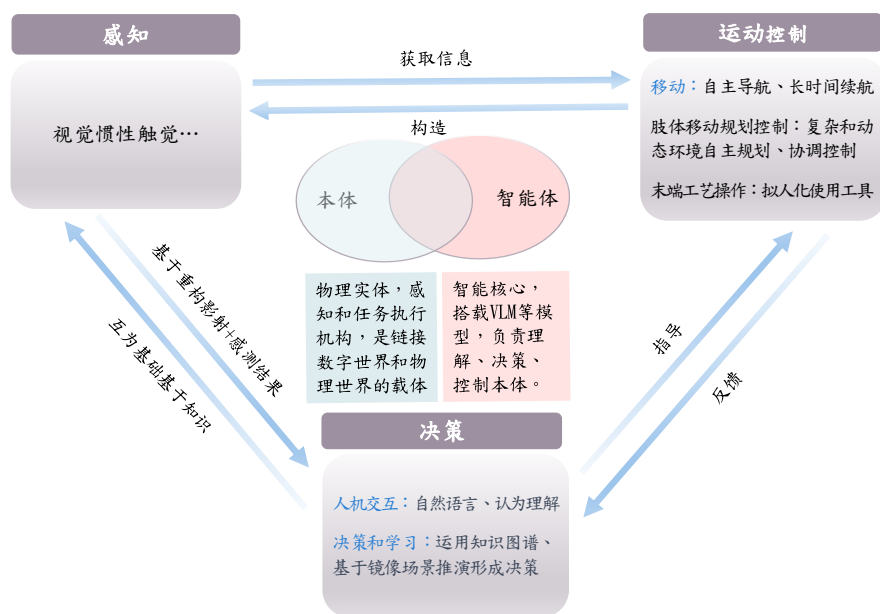 感知
运动控制
获取信息
移动：自主导航、长时间续航
视觉惯性触觉…
构造
肢体移动规划控制：复杂和动
态环境自主规划、协调控制
末端工艺操作：拟人化使用工具
本体
智能体
基于重构影射+感测结果
互为基础基于知识
物理实体，感
知和任务执行
机构，是链接
数字世界和物
理世界的载体
智能核心，
搭载VLM等模
型，负责理
解、决策、
控制本体。
指导
反馈
决策
人机交互：自然语言、认为理解
决策和学习：运用知识图谱、
基于镜像场景推演形成决策